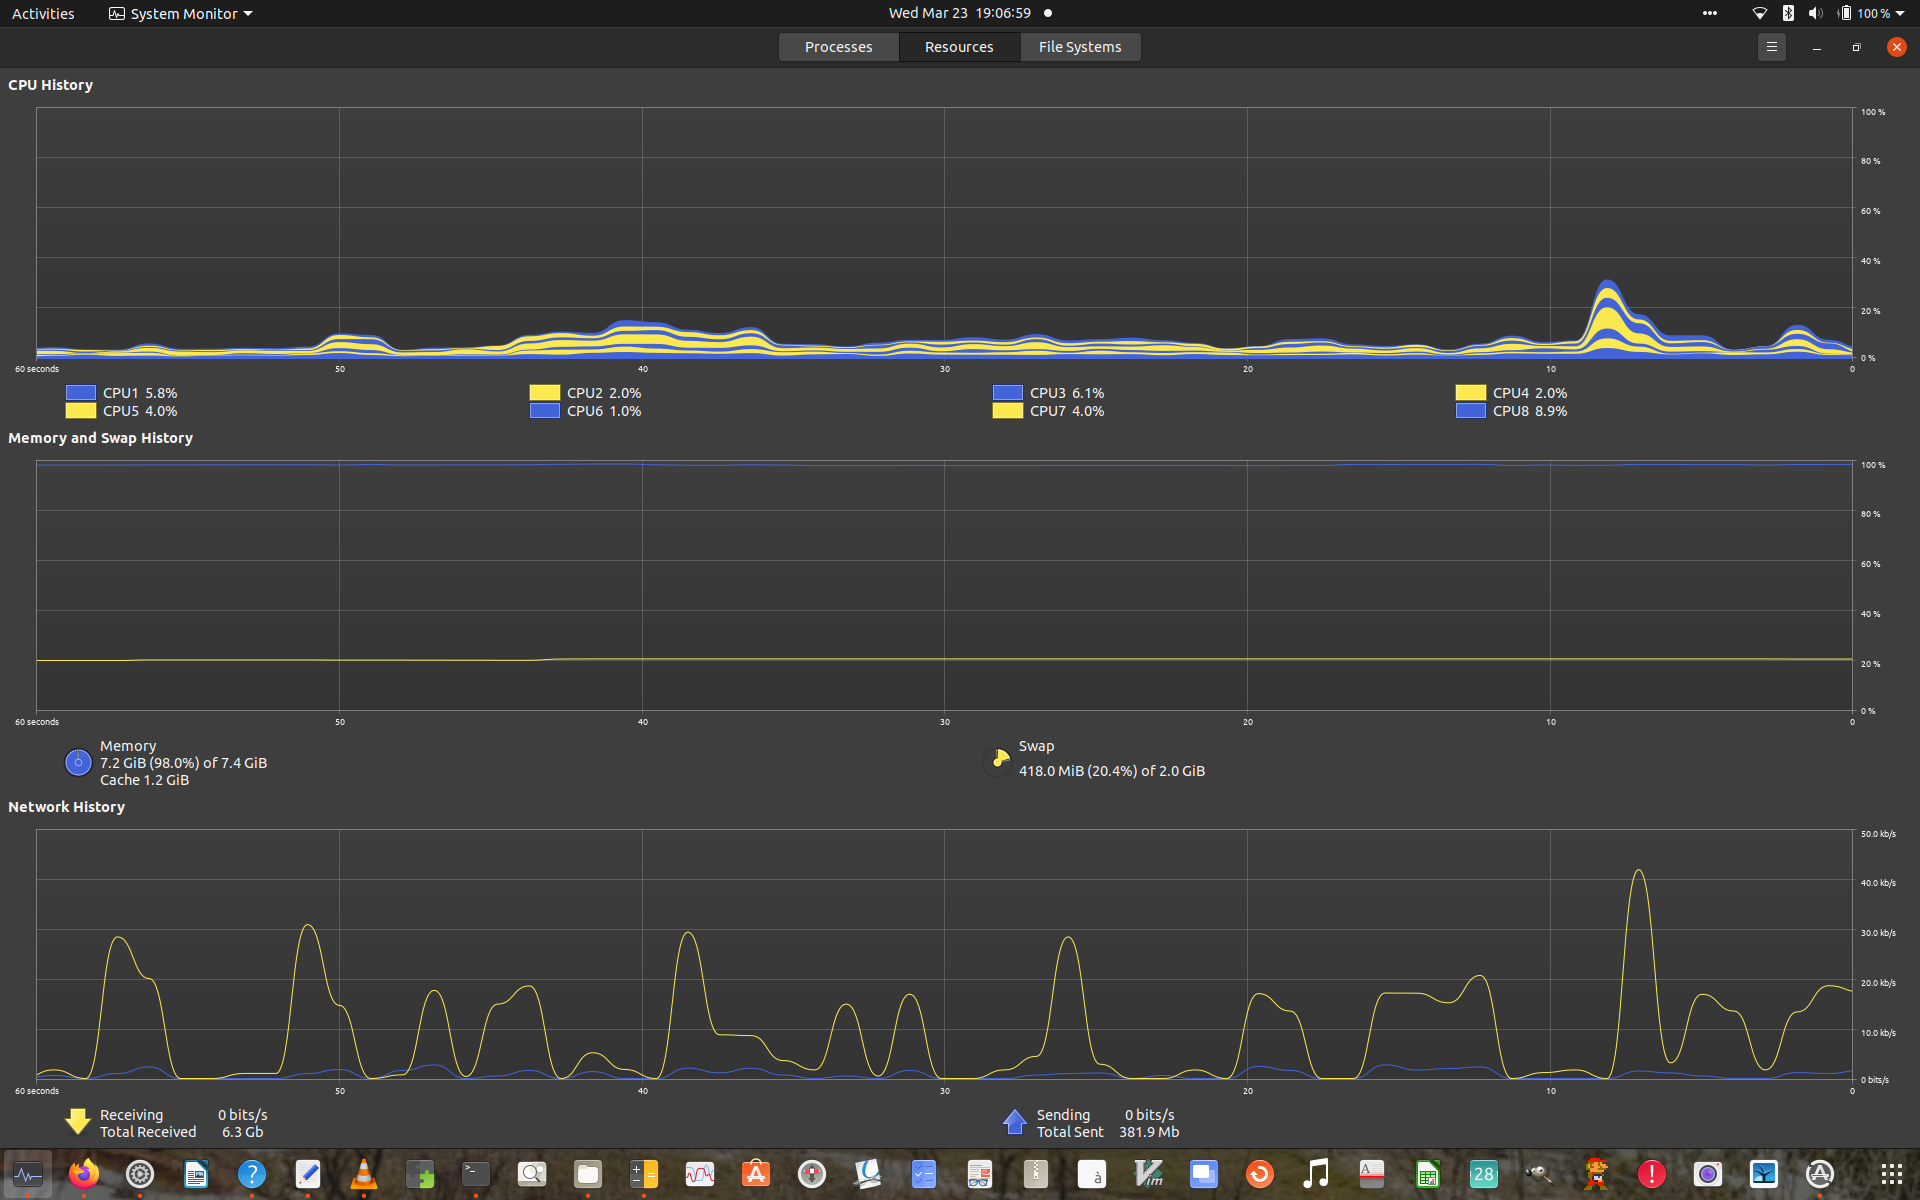 Activities
System Monitor
Wed Mar 23 19:06:59
100 %
Processes
Resources
File Systems
CPU History
100 %
80 %
60 %
40 %
20 %
0 %
60 seconds 50 40 30 20 10 0
CPU1 5.8% CPU2 2.0% CPU3 6.1% CPU4 2.0%
CPU5 4.0% CPU6 1.0% CPU7 4.0% CPU8 8.9%
Memory and Swap History
100 %
80 %
60 %
40 %
20 %
0 %
60 seconds 50 40 30 20 10 0
Memory
7.2 GiB (98.0%) of 7.4 GiB
Cache 1.2 GiB
Swap
418.0 MiB (20.4%) of 2.0 GiB
Network History
50.0 kb/s
40.0 kb/s
30.0 kb/s
20.0 kb/s
10.0 kb/s
0 bits/s
60 seconds 50 40 30 20 10 0
Receiving 0 bits/s
Total Received 6.3 Gb
Sending 0 bits/s
Total Sent 381.9 Mb
?
à
Vim
A
28